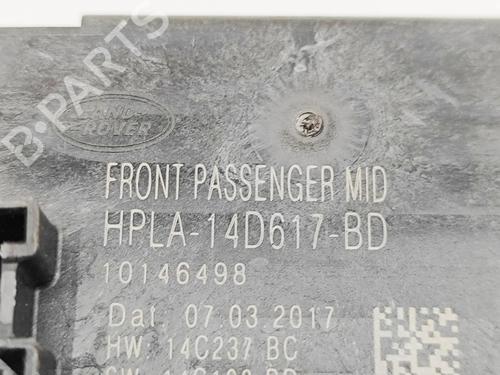 B-PARTS
LAND
ROVER
FRONT PASSENGER MID
HPLA-14D617-BD
10146498
Dat. 07.03.2017
HW: 14C237 BC